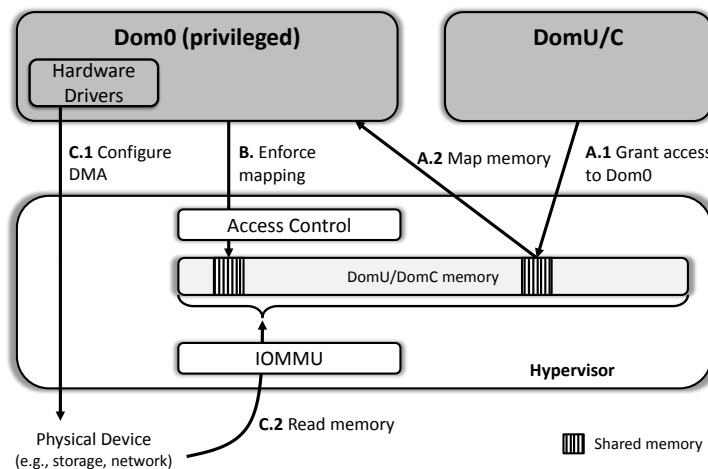 Dom0 (privileged)
DomU/C
Hardware
Drivers
C.1 Configure
DMA
B. Enforce
mapping
A.2 Map memory
A.1 Grant access
to Dom0
Access Control
DomU/DomC memory
IOMMU
Hypervisor
C.2 Read memory
Physical Device
(e.g., storage, network)
Shared memory